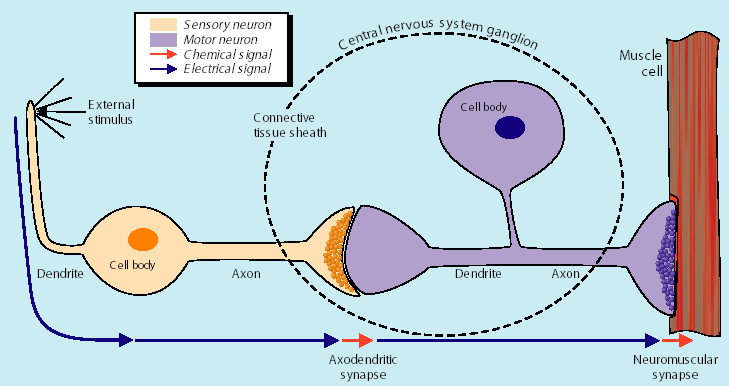 Sensory neuron
Motor neuron
Chemical signal
Electrical signal
Central nervous system ganglion
Muscle
cell
External
stimulus
Connective
tissue sheath
Cell body
Cell body
Dendrite
Axon
Dendrite
Axon
Axodendritic
synapse
Neuromuscular
synapse